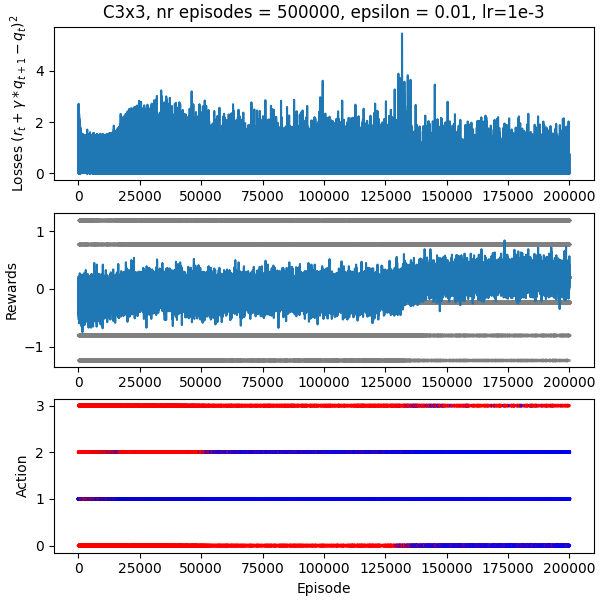 C3x3, nr episodes = 500000, epsilon = 0.01, lr=1e-3
Losses $(r_t + \gamma * q_{t+1} - q_t)^2$
4
2
0
0 25000 50000 75000 100000 125000 150000 175000 200000
Rewards
1
0
−1
0 25000 50000 75000 100000 125000 150000 175000 200000
Action
3
2
1
0
0 25000 50000 75000 100000 125000 150000 175000 200000
Episode